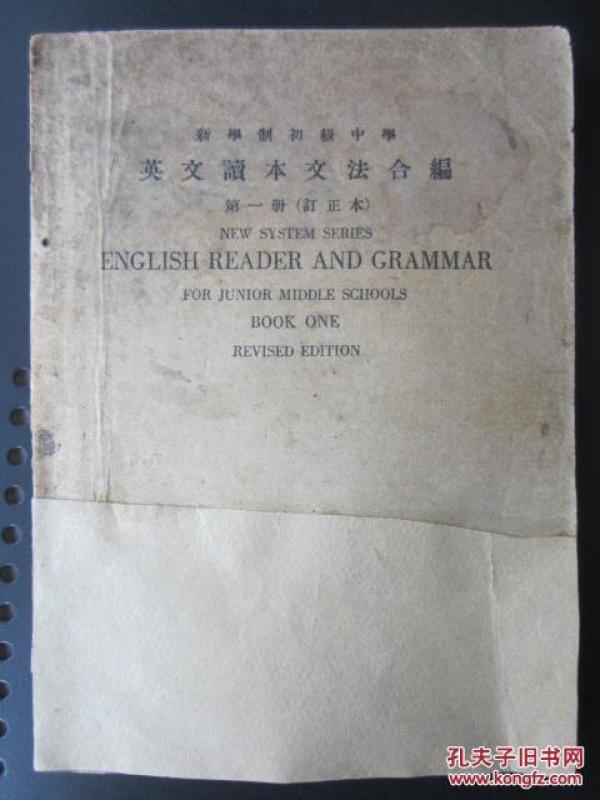 新學制初級中學
英文讀本文法合編
第一册(訂正本)
NEW SYSTEM SERIES
ENGLISH READER AND GRAMMAR
FOR JUNIOR MIDDLE SCHOOLS
BOOK ONE
REVISED EDITION
孔夫子旧书网
www.kongfz.com